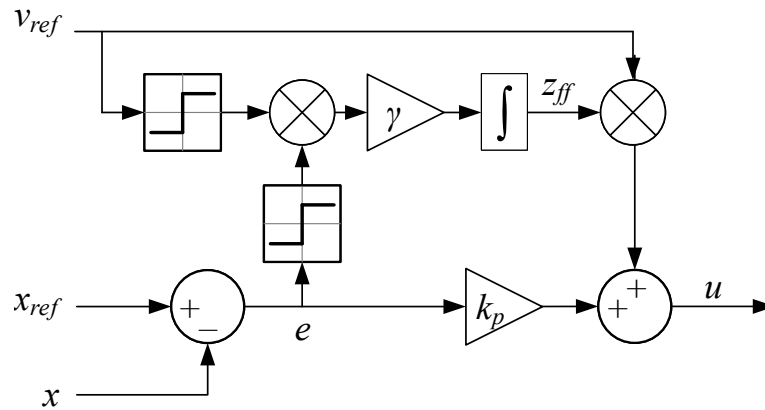 v_ref
γ
∫
z_ff
x_ref
+
−
e
k_p
+
+
u
x